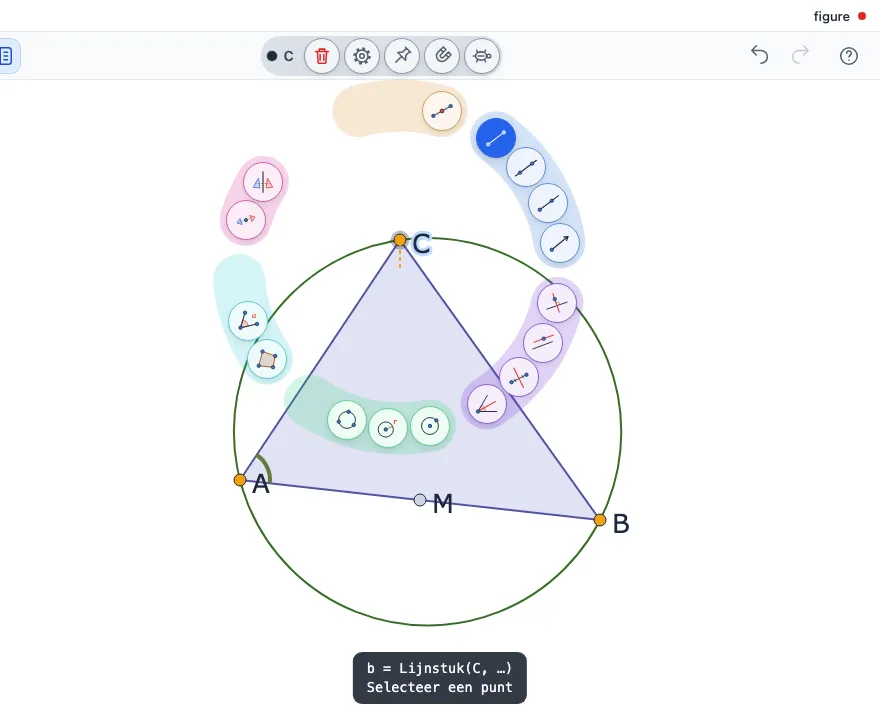 figure
C
C
A
M
B
b = Lijnstuk(C, …)
Selecteer een punt